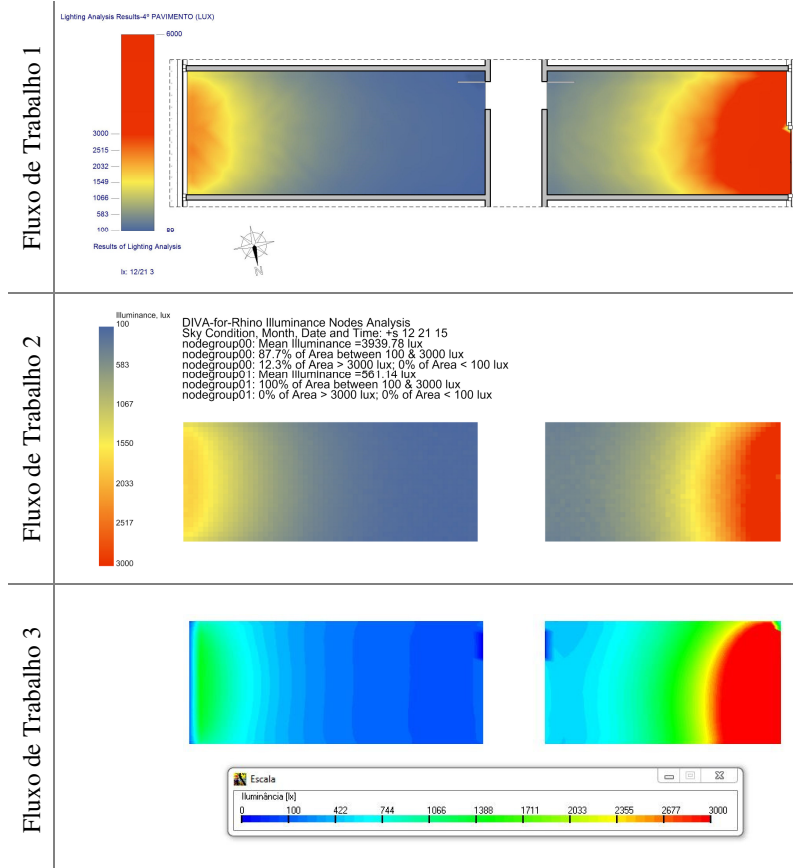 Fluxo de Trabalho 1
Lighting Analysis Results-4º PAVIMENTO (LUX)
6000
3000
2515
2032
1549
1066
583
100
89
Results of Lighting Analysis
lx: 12/21 3
N
Fluxo de Trabalho 2
Illuminance, lux
100
583
1067
1550
2033
2517
3000
DIVA-for-Rhino Illuminance Nodes Analysis
Sky Condition, Month, Date and Time: +s 12 21 15
nodegroup00: Mean Illuminance =3939.78 lux
nodegroup00: 87.7% of Area between 100 & 3000 lux
nodegroup00: 12.3% of Area > 3000 lux; 0% of Area < 100 lux
nodegroup01: Mean Illuminance =561.14 lux
nodegroup01: 100% of Area between 100 & 3000 lux
nodegroup01: 0% of Area > 3000 lux; 0% of Area < 100 lux
Fluxo de Trabalho 3
Escala
Iluminância [lx]
0 100 422 744 1066 1388 1711 2033 2355 2677 3000